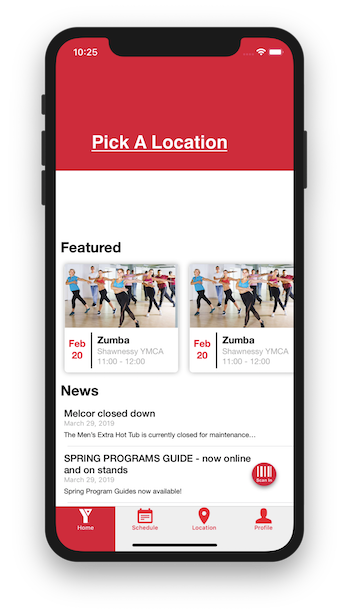 10:25
Pick A Location
Featured
Feb
20
Zumba
Shawnessy YMCA
11:00 - 12:00
Feb
20
Zumba
Shawnessy YMCA
11:00 - 12:00
News
Melcor closed down
March 29, 2019
The Men's Extra Hot Tub is currently closed for maintenance...
SPRING PROGRAMS GUIDE - now online
and on stands
March 29, 2019
Spring Program Guides now available!
Scan In
Home
Schedule
Location
Profile